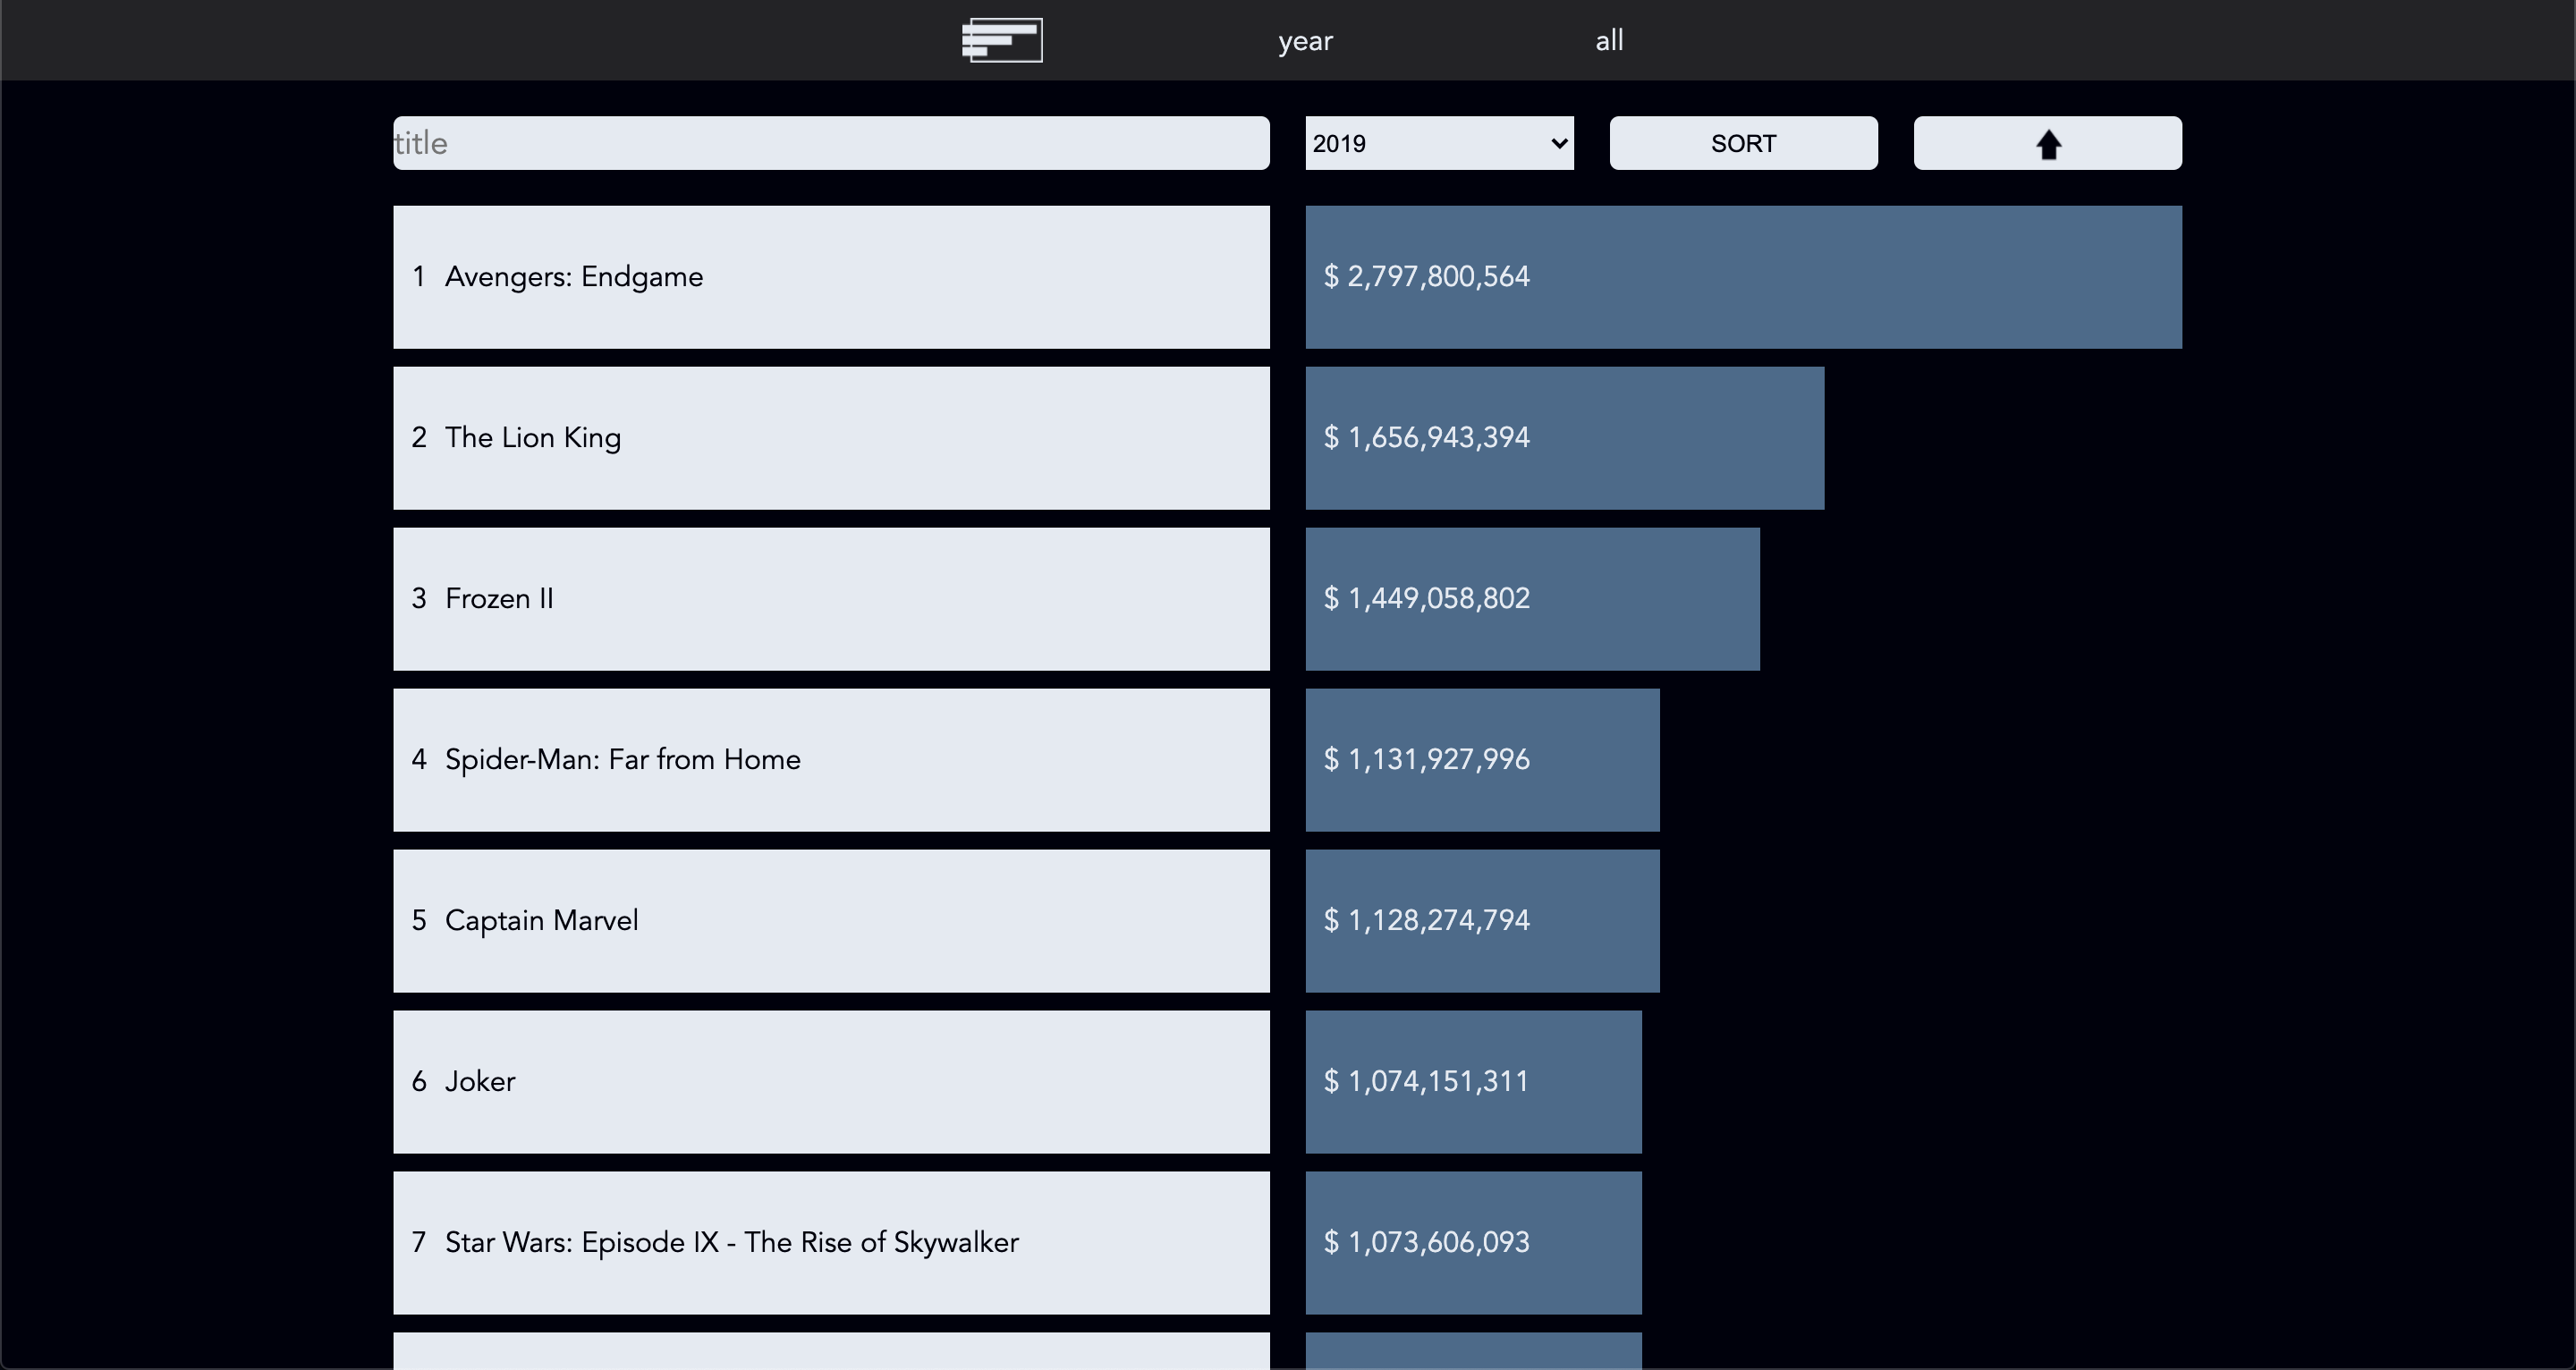 year all
title 2019 SORT
1 Avengers: Endgame $ 2,797,800,564
2 The Lion King $ 1,656,943,394
3 Frozen II $ 1,449,058,802
4 Spider-Man: Far from Home $ 1,131,927,996
5 Captain Marvel $ 1,128,274,794
6 Joker $ 1,074,151,311
7 Star Wars: Episode IX - The Rise of Skywalker $ 1,073,606,093